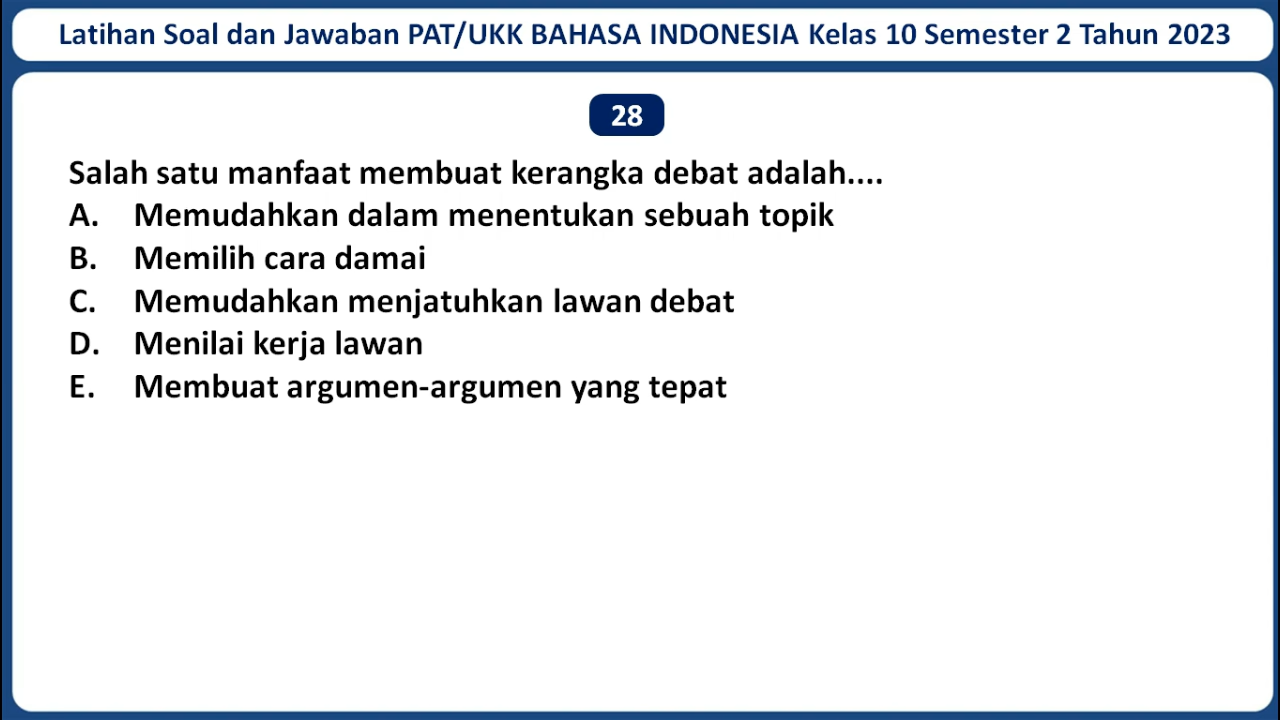 Latihan Soal dan Jawaban PAT/UKK BAHASA INDONESIA Kelas 10 Semester 2 Tahun 2023
28
Salah satu manfaat membuat kerangka debat adalah....
A. Memudahkan dalam menentukan sebuah topik
B. Memilih cara damai
C. Memudahkan menjatuhkan lawan debat
D. Menilai kerja lawan
E. Membuat argumen-argumen yang tepat